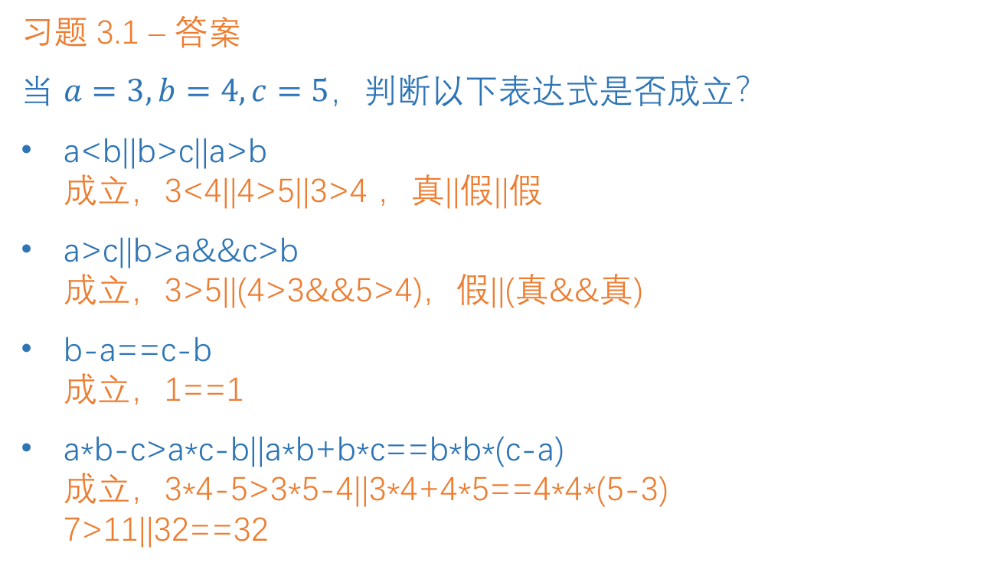 习题 3.1 – 答案
当 a = 3, b = 4, c = 5，判断以下表达式是否成立？
• a<b||b>c||a>b
成立，3<4||4>5||3>4 ，真||假||假
• a>c||b>a&&c>b
成立，3>5||(4>3&&5>4)，假||(真&&真)
• b-a==c-b
成立，1==1
• a*b-c>a*c-b||a*b+b*c==b*b*(c-a)
成立，3*4-5>3*5-4||3*4+4*5==4*4*(5-3)
7>11||32==32